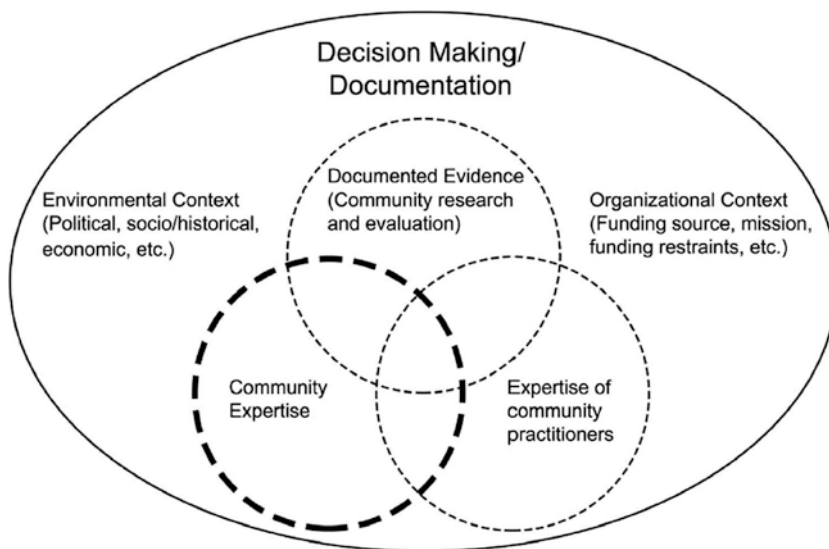 Decision Making/
Documentation
Environmental Context
(Political, socio/historical,
economic, etc.)
Documented Evidence
(Community research
and evaluation)
Organizational Context
(Funding source, mission,
funding restraints, etc.)
Community
Expertise
Expertise of
community
practitioners